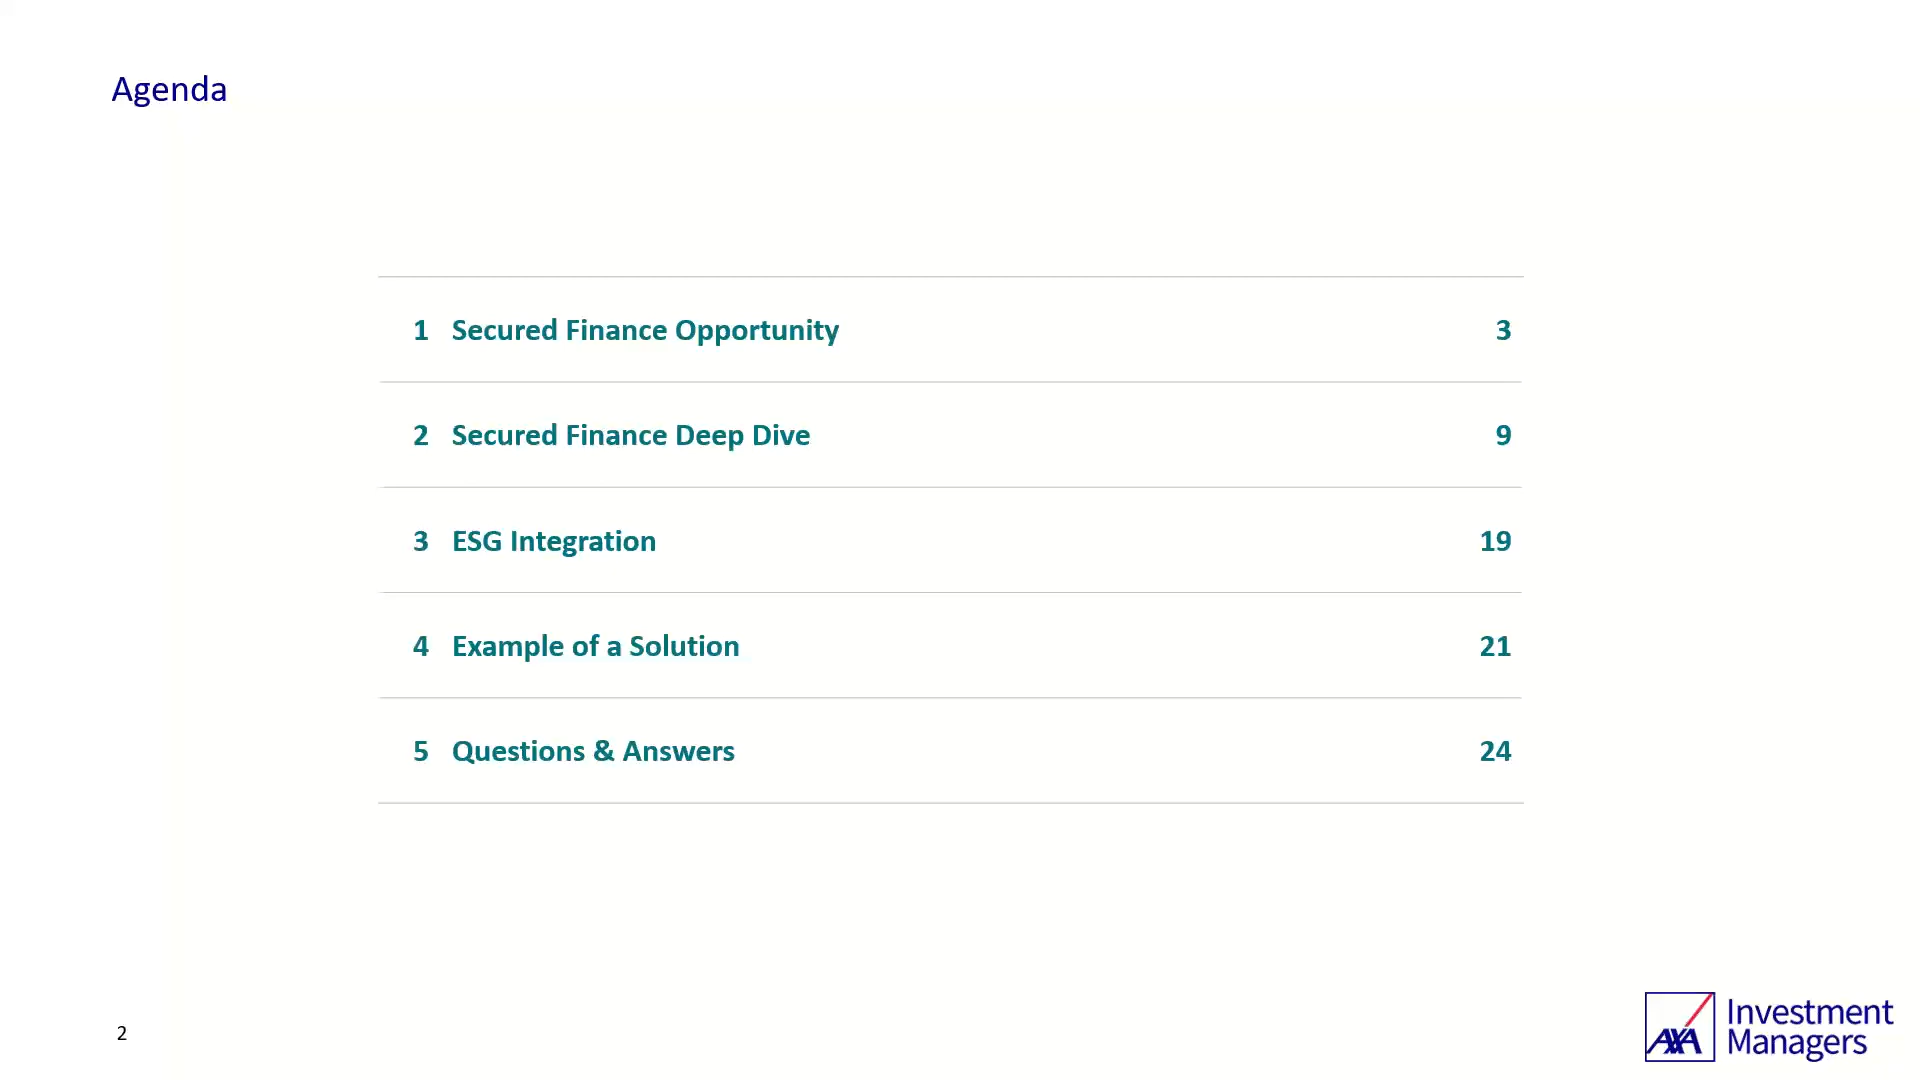 Agenda
1 Secured Finance Opportunity 3
2 Secured Finance Deep Dive 9
3 ESG Integration 19
4 Example of a Solution 21
5 Questions & Answers 24
2
AXA Investment
Managers